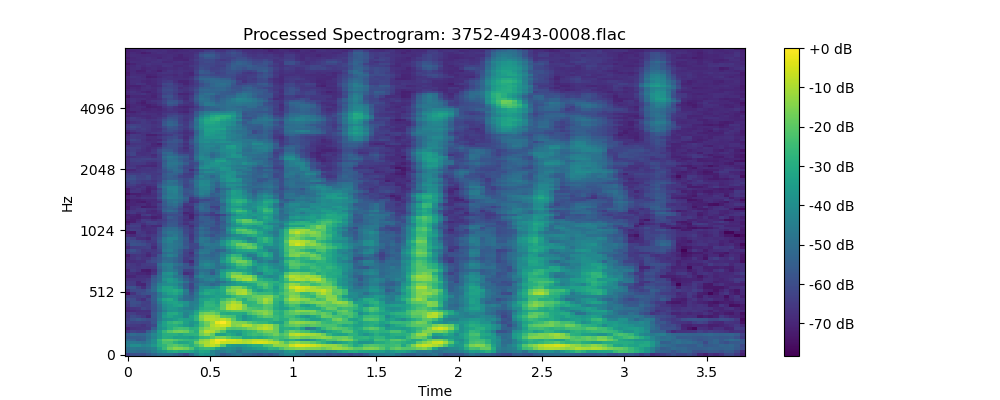 Processed Spectrogram: 3752-4943-0008.flac
Hz
4096
2048
1024
512
0
0
0.5
1
1.5
2
2.5
3
3.5
Time
+0 dB
-10 dB
-20 dB
-30 dB
-40 dB
-50 dB
-60 dB
-70 dB